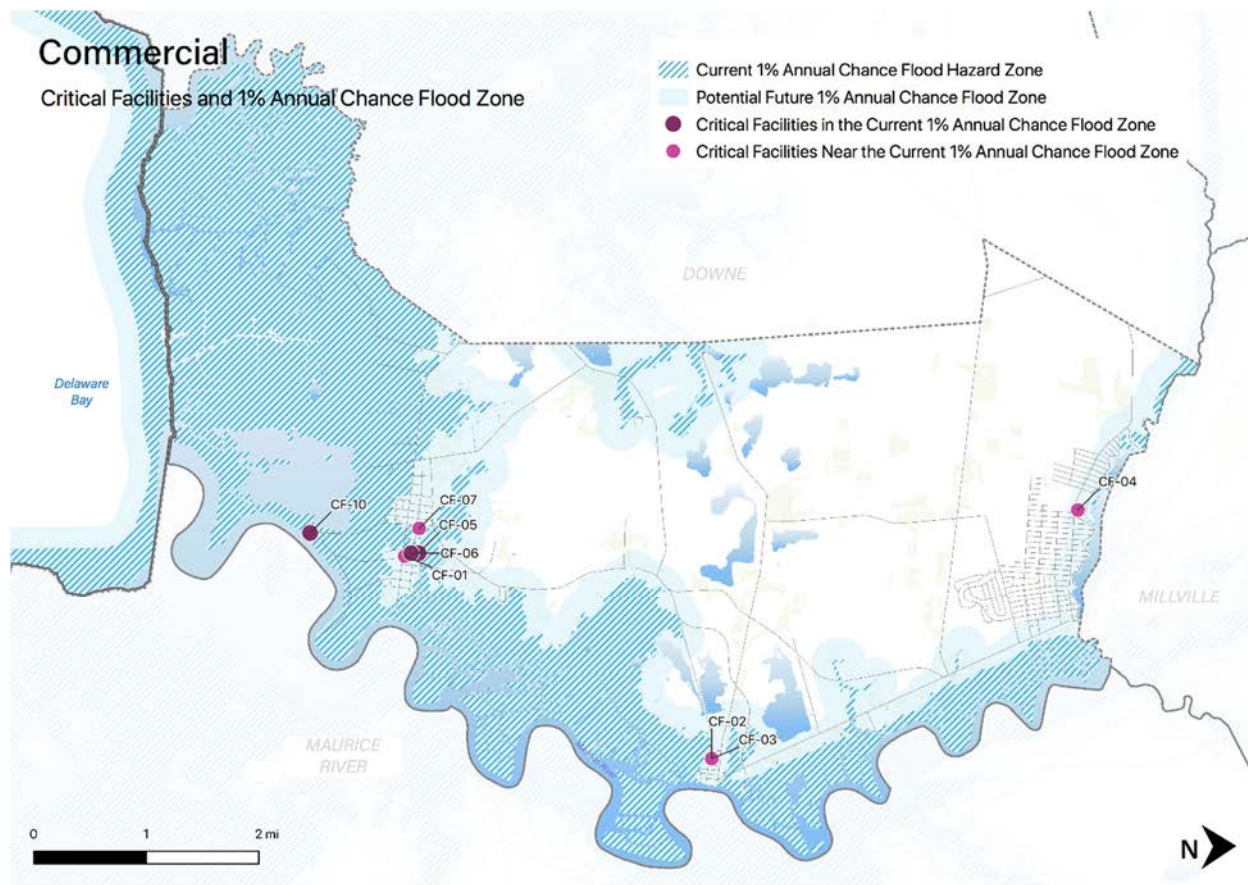 Commercial
Critical Facilities and 1% Annual Chance Flood Zone
Current 1% Annual Chance Flood Hazard Zone
Potential Future 1% Annual Chance Flood Zone
Critical Facilities in the Current 1% Annual Chance Flood Zone
Critical Facilities Near the Current 1% Annual Chance Flood Zone
DOWNE
Delaware
Bay
CF-04
CF-07
CF-10
CF-05
CF-06
CF-01
MILLVILLE
CF-02
CF-03
MAURICE
RIVER
0 1 2 mi
N